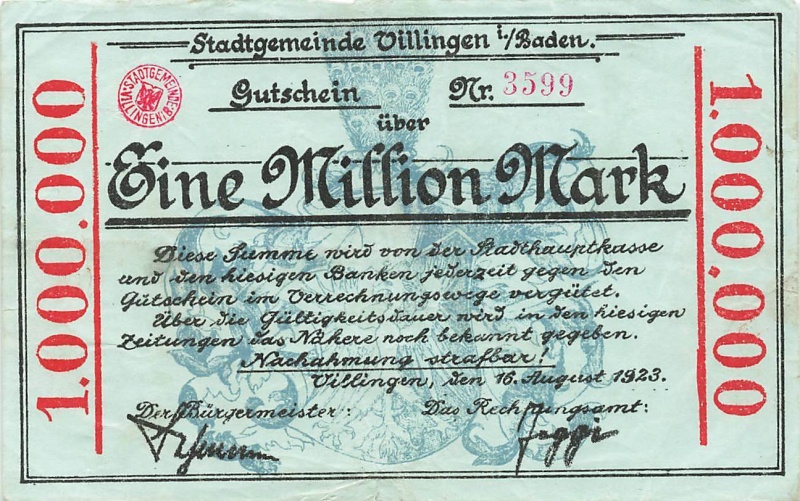 Stadtgemeinde Villingen i./Baden.
STADTGEMEINDE VILLINGEN i/B
Gutschein Nr. 3599
über
Eine Million Mark
1.000.000
1.000.000
Diese Summe wird von der Stadthauptkasse
und den hiesigen Banken jederzeit gegen den
Gutschein im Verrechnungswege vergütet.
Über die Gültigkeitsdauer wird in den hiesigen
Zeitungen das Nähere noch bekannt gegeben.
Nachahmung strafbar!
Villingen, den 16. August 1923.
Der Bürgermeister: Das Rechnungsamt: